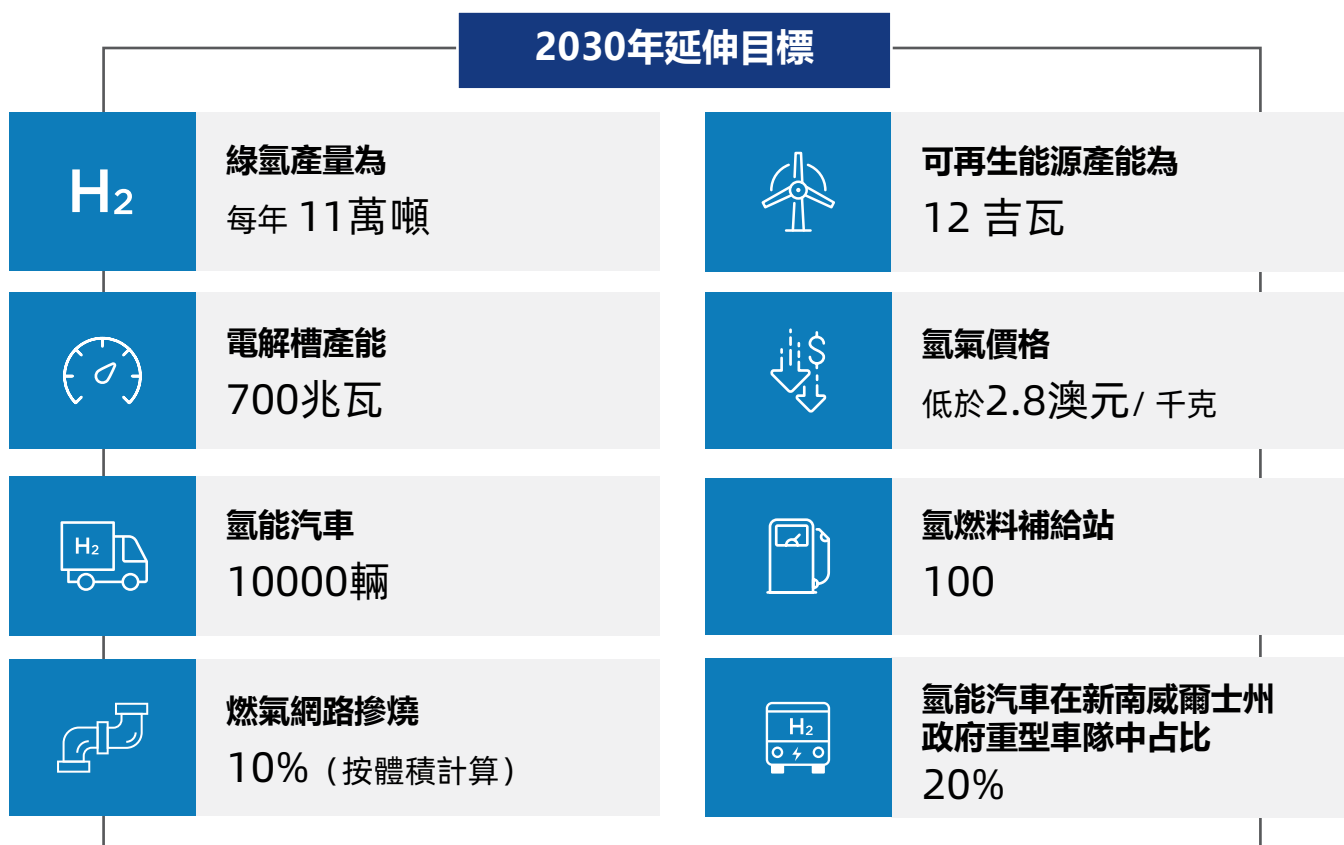 2030年延伸目標
H₂
綠氫產量為
每年 11萬噸
可再生能源產能為
12 吉瓦
電解槽產能
700兆瓦
$
氫氣價格
低於2.8澳元/ 千克
H₂
氫能汽車
10000輛
氫燃料補給站
100
燃氣網路摻燒
10%（按體積計算）
H₂
氫能汽車在新南威爾士州
政府重型車隊中占比
20%